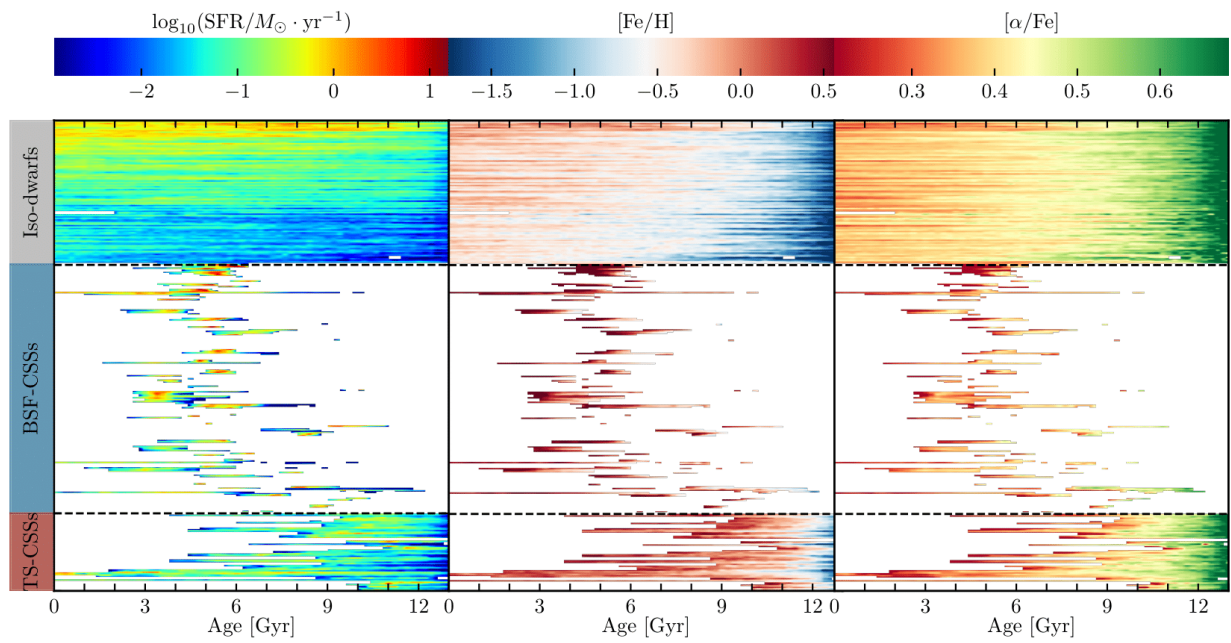 log₁₀(SFR/M⊙ · yr⁻¹) [Fe/H] [α/Fe]
−2 −1 0 1 −1.5 −1.0 −0.5 0.0 0.5 0.3 0.4 0.5 0.6
Iso-dwarfs
BSF-CSSs
TS-CSSs
0 3 6 9 12 0 3 6 9 12 0 3 6 9 12
Age [Gyr] Age [Gyr] Age [Gyr]